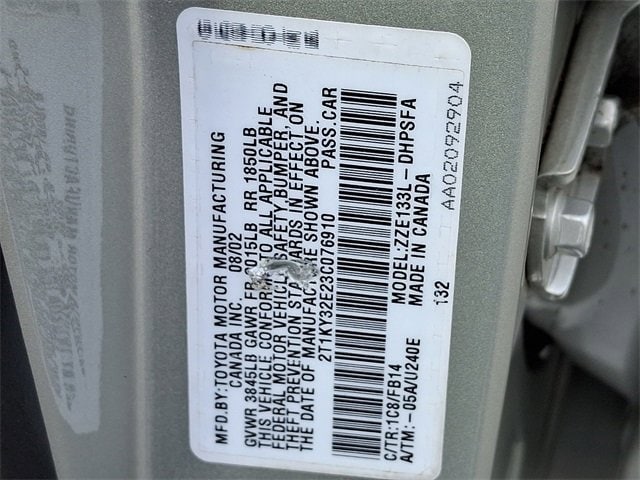 MFD.BY:TOYOTA MOTOR MANUFACTURING
CANADA INC. 08/02
GVWR 3845LB GAWR FR 2015LB RR 1850LB
THIS VEHICLE CONFORMS TO ALL APPLICABLE
FEDERAL MOTOR VEHICLE SAFETY BUMPER, AND
THEFT PREVENTION STANDARDS IN EFFECT ON
THE DATE OF MANUFACTURE SHOWN ABOVE.
2T1KY32E23C076910 PASS.CAR
C/TR:1C8/FB14 MODEL:ZZE133L-DHPSFA
A/TM:-05A/U240E MADE IN CANADA
132 AA02092904